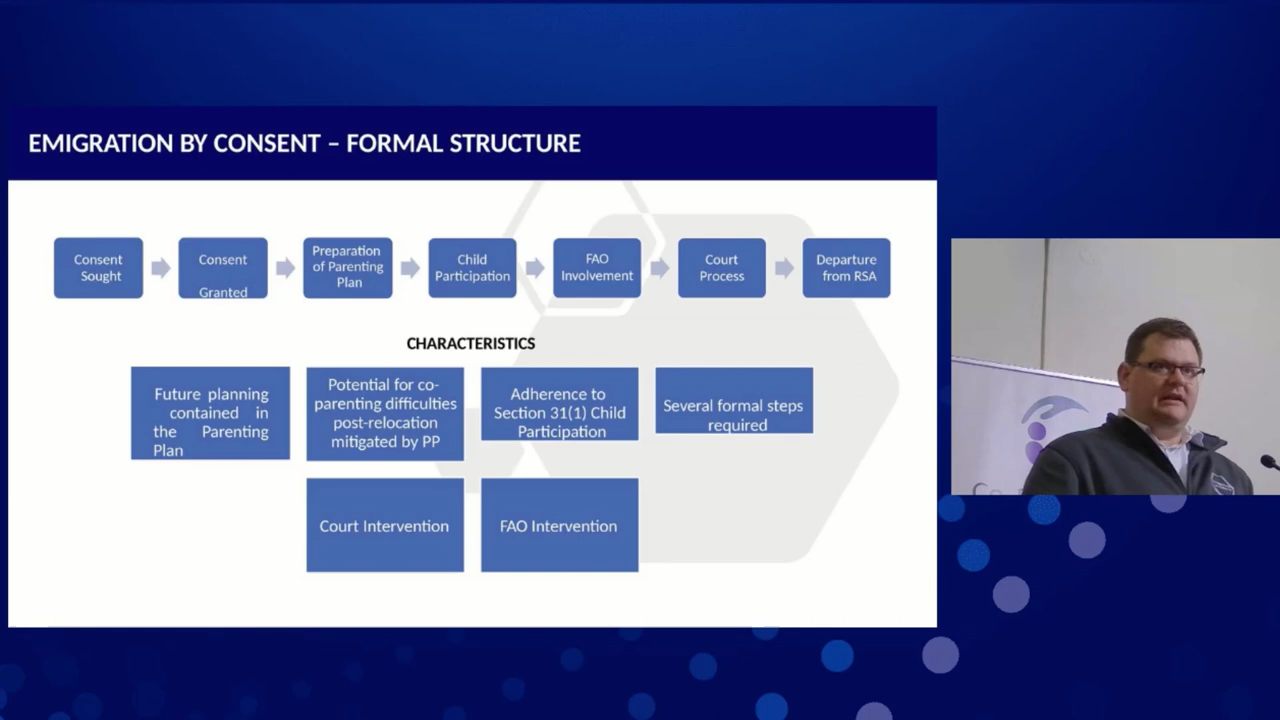 EMIGRATION BY CONSENT – FORMAL STRUCTURE
Consent
Sought
Consent
Granted
Preparation
of Parenting
Plan
Child
Participation
FAO
Involvement
Court
Process
Departure
from RSA
CHARACTERISTICS
Future planning
contained in
the Parenting
Plan
Potential for co-
parenting difficulties
post-relocation
mitigated by PP
Adherence to
Section 31(1) Child
Participation
Several formal steps
required
Court Intervention
FAO Intervention